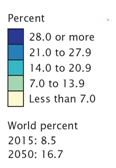 Percent
28.0 or more
21.0 to 27.9
14.0 to 20.9
7.0 to 13.9
Less than 7.0
World percent
2015: 8.5
2050: 16.7